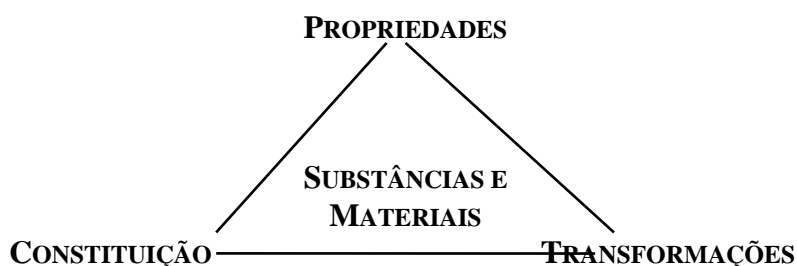 PROPRIEDADES
SUBSTÂNCIAS E
MATERIAIS
CONSTITUIÇÃO TRANSFORMAÇÕES